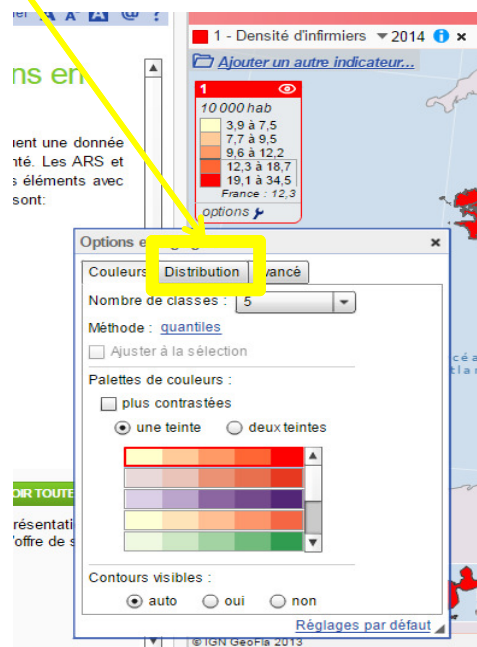 A A A @ ?
1 - Densité d'infirmiers 2014
Ajouter un autre indicateur...
1
10 000 hab
3,9 à 7,5
7,7 à 9,5
9,6 à 12,2
12,3 à 18,7
19,1 à 34,5
France : 12,3
options
ns en
uent une donnée
nté. Les ARS et
s éléments avec
sont:
Options e
Couleurs Distribution vancé
Nombre de classes : 5
Méthode : quantiles
Ajuster à la sélection
Palettes de couleurs :
plus contrastées
une teinte deux teintes
Contours visibles :
auto oui non
Réglages par défaut
OIR TOUTE
résentati
'offre de s
céa
tla
© IGN GéoFla 2013